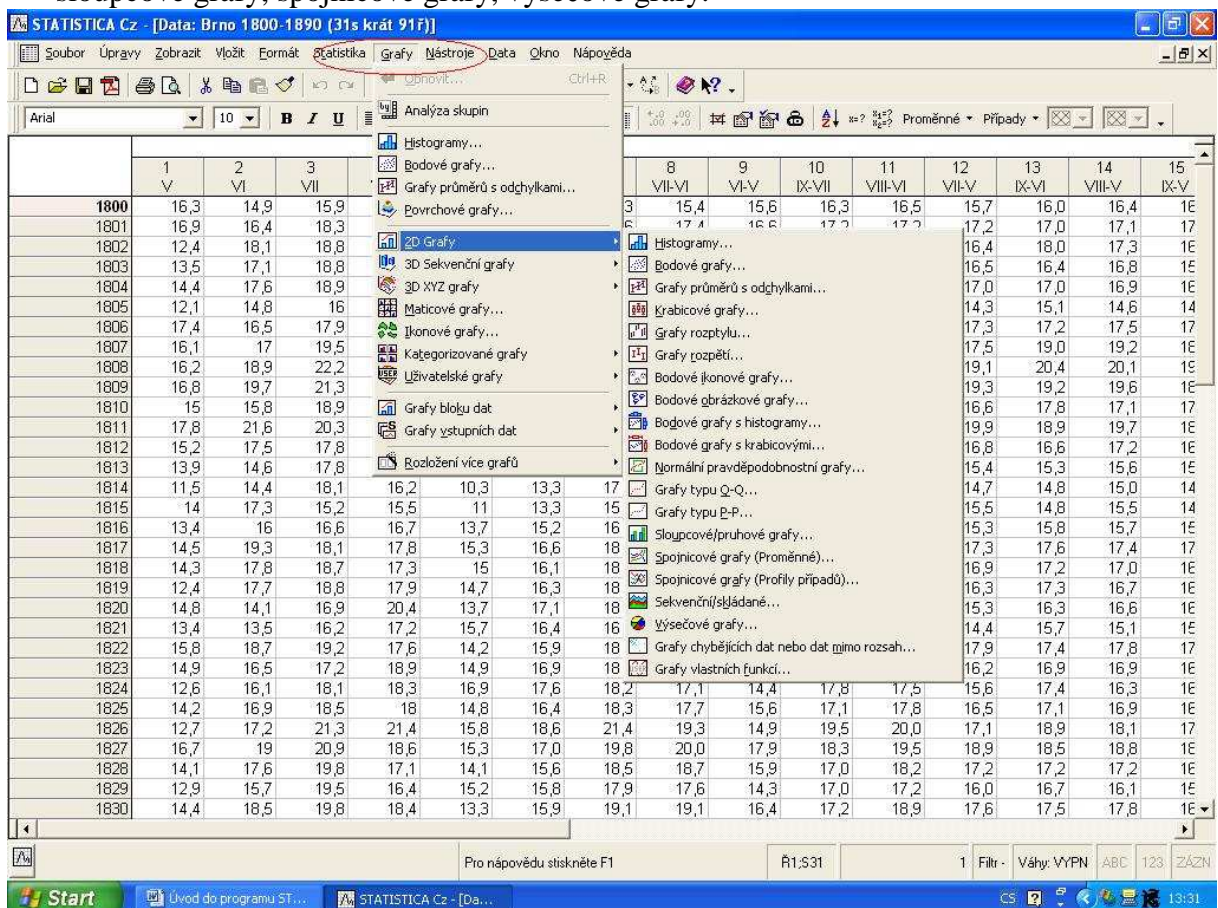 sloupcové grafy, spojnicové grafy, výsečové grafy.
STATISTICA Cz - [Data: Brno 1800-1890 (31s krát 91ř)]
Soubor Úpravy Zobrazit Vložit Formát Statistika Grafy Nástroje Data Okno Nápověda
Arial 10 B I U Proměnné Případy
Obnovit... Ctrl+R
Analýza skupin
Histogramy...
Bodové grafy...
Grafy průměrů s odchylkami...
Povrchové grafy...
2D Grafy
3D Sekvenční grafy
3D XYZ grafy
Maticové grafy...
Ikonové grafy...
Kategorizované grafy
Uživatelské grafy
Grafy bloku dat
Grafy vstupních dat
Rozložení více grafů
Histogramy...
Bodové grafy...
Grafy průměrů s odchylkami...
Krabicové grafy...
Grafy rozptylu...
Grafy rozpětí...
Bodové ikonové grafy...
Bodové obrázkové grafy...
Bodové grafy s histogramy...
Bodové grafy s krabicovými...
Normální pravděpodobnostní grafy...
Grafy typu Q-Q...
Grafy typu P-P...
Sloupcové/pruhové grafy...
Spojnicové grafy (Proměnné)...
Spojnicové grafy (Profily případů)...
Sekvenční/skládané...
Výsečové grafy...
Grafy chybějících dat nebo dat mimo rozsah...
Grafy vlastních funkcí...
1 2 3 8 9 10 11 12 13 14 15
V VI VII VII-VI VI-V IX-VII VIII-VI VII-V IX-VI VIII-V IX-V
1800 16,3 14,9 15,9 3 15,4 15,6 16,3 16,5 15,7 16,0 16,4
1801 16,9 16,4 18,3 17,2 17,0 17,1 17
1802 12,4 18,1 18,8 16,4 18,0 17,3
1803 13,5 17,1 18,8 16,5 16,4 16,8
1804 14,4 17,6 18,9 17,0 17,0 16,9
1805 12,1 14,8 16 14,3 15,1 14,6 14
1806 17,4 16,5 17,9 17,3 17,2 17,5 17
1807 16,1 17 19,5 17,5 19,0 19,2
1808 16,2 18,9 22,2 19,1 20,4 20,1
1809 16,8 19,7 21,3 19,3 19,2 19,6
1810 15 15,8 18,9 16,6 17,8 17,1 17
1811 17,8 21,6 20,3 19,9 18,9 19,7
1812 15,2 17,5 17,8 16,8 16,6 17,2
1813 13,9 14,6 17,8 15,4 15,3 15,6
1814 11,5 14,4 18,1 16,2 10,3 13,3 17 14,7 14,8 15,0 14
1815 14 17,3 15,2 15,5 11 13,3 15 15,5 14,8 15,5 14
1816 13,4 16 16,6 16,7 13,7 15,2 16 15,3 15,8 15,7
1817 14,5 19,3 18,1 17,8 15,3 16,6 18 17,3 17,6 17,4 17
1818 14,3 17,8 18,7 17,3 15 16,1 18 16,9 17,2 17,0
1819 12,4 17,7 18,8 17,9 14,7 16,3 18 16,3 17,3 16,7
1820 14,8 14,1 16,9 20,4 13,7 17,1 18 15,3 16,3 16,6
1821 13,4 13,5 16,2 17,2 15,7 16,4 16 14,4 15,7 15,1
1822 15,8 18,7 19,2 17,6 14,2 15,9 18 17,9 17,4 17,8 17
1823 14,9 16,5 17,2 18,9 14,9 16,9 18 16,2 16,9 16,9
1824 12,6 16,1 18,1 18,3 16,9 17,6 18,2 17,1 14,4 17,8 17,5 15,6 17,4 16,3
1825 14,2 16,9 18,5 18 14,8 16,4 18,3 17,7 15,6 17,1 17,8 16,5 17,1 16,9
1826 12,7 17,2 21,3 21,4 15,8 18,6 21,4 19,3 14,9 19,5 20,0 17,1 18,9 18,1 17
1827 16,7 19 20,9 18,6 15,3 17,0 19,8 20,0 17,9 18,3 19,5 18,9 18,5 18,8
1828 14,1 17,6 19,8 17,1 14,1 15,6 18,5 18,7 15,9 17,0 18,2 17,2 17,2 17,2
1829 12,9 15,7 19,5 16,4 15,2 15,8 17,9 17,6 14,3 17,0 17,2 16,0 16,7 16,1
1830 14,4 18,5 19,8 18,4 13,3 15,9 19,1 19,1 16,4 17,2 18,9 17,6 17,5 17,8
Pro nápovědu stiskněte F1 Ř1;S31 1 Filtr - Váhy: VYPN ABC 123 ZÁZN
Start Úvod do programu ST... STATISTICA Cz - [Da... CS 13:31